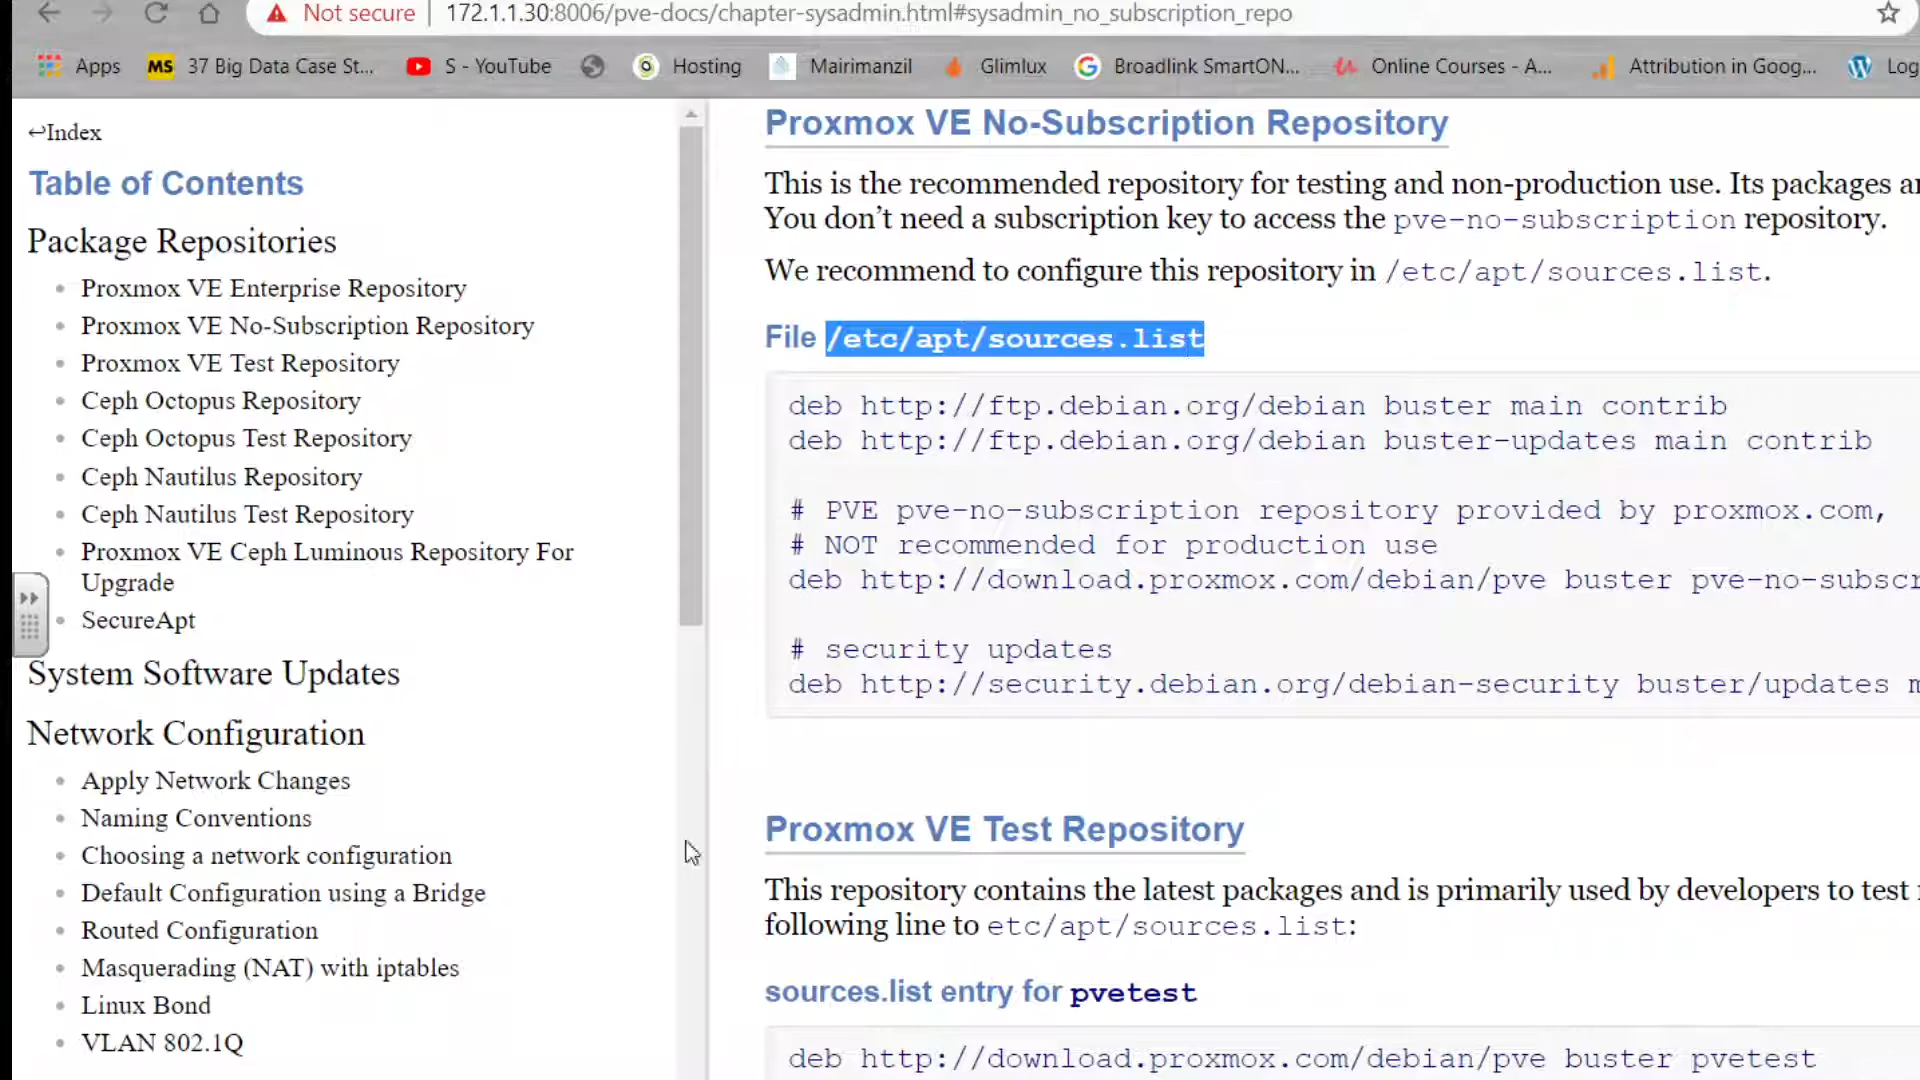 Not secure
172.1.1.30:8006/pve-docs/chapter-sysadmin.html#sysadmin_no_subscription_repo
Apps
MS
37 Big Data Case St...
S - YouTube
Hosting
Mairimanzil
Glimlux
Broadlink SmartON...
Online Courses - A...
Attribution in Goog...
Log
↩Index
Table of Contents
Package Repositories
Proxmox VE Enterprise Repository
Proxmox VE No-Subscription Repository
Proxmox VE Test Repository
Ceph Octopus Repository
Ceph Octopus Test Repository
Ceph Nautilus Repository
Ceph Nautilus Test Repository
Proxmox VE Ceph Luminous Repository For
Upgrade
SecureApt
System Software Updates
Network Configuration
Apply Network Changes
Naming Conventions
Choosing a network configuration
Default Configuration using a Bridge
Routed Configuration
Masquerading (NAT) with iptables
Linux Bond
VLAN 802.1Q
Proxmox VE No-Subscription Repository
This is the recommended repository for testing and non-production use. Its packages
You don’t need a subscription key to access the pve-no-subscription repository.
We recommend to configure this repository in /etc/apt/sources.list.
File /etc/apt/sources.list
deb http://ftp.debian.org/debian buster main contrib
deb http://ftp.debian.org/debian buster-updates main contrib
# PVE pve-no-subscription repository provided by proxmox.com,
# NOT recommended for production use
deb http://download.proxmox.com/debian/pve buster pve-no-subscr
# security updates
deb http://security.debian.org/debian-security buster/updates
Proxmox VE Test Repository
This repository contains the latest packages and is primarily used by developers to test
following line to etc/apt/sources.list:
sources.list entry for pvetest
deb http://download.proxmox.com/debian/pve buster pvetest